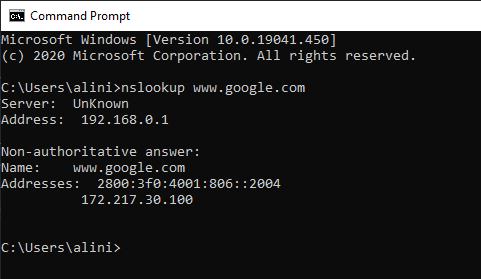 Command Prompt
Microsoft Windows [Version 10.0.19041.450]
(c) 2020 Microsoft Corporation. All rights reserved.
C:\Users\alini>nslookup www.google.com
Server:  UnKnown
Address:  192.168.0.1
Non-authoritative answer:
Name:    www.google.com
Addresses:  2800:3f0:4001:806::2004
          172.217.30.100
C:\Users\alini>